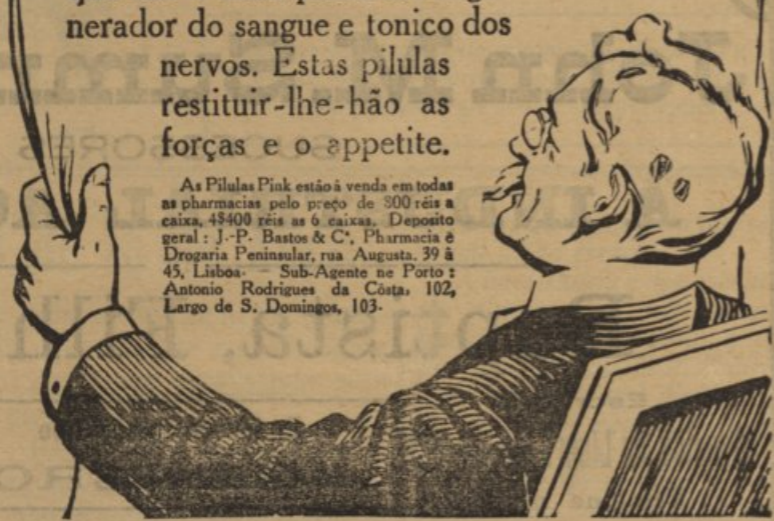 nerador do sangue e tonico dos
nervos. Estas pilulas
restituir-lhe-hão as
forças e o appetite.
As Pilulas Pink estão á venda em todas
as pharmacias pelo preço de 800 réis a
caixa, 4$400 réis as 6 caixas. Deposito
geral : J.-P. Bastos & Cª, Pharmacia e
Drogaria Peninsular, rua Augusta. 39 á
45, Lisboa- Sub-Agente ne Porto :
Antonio Rodrigues da Côsta, 102,
Largo de S. Domingos, 103-